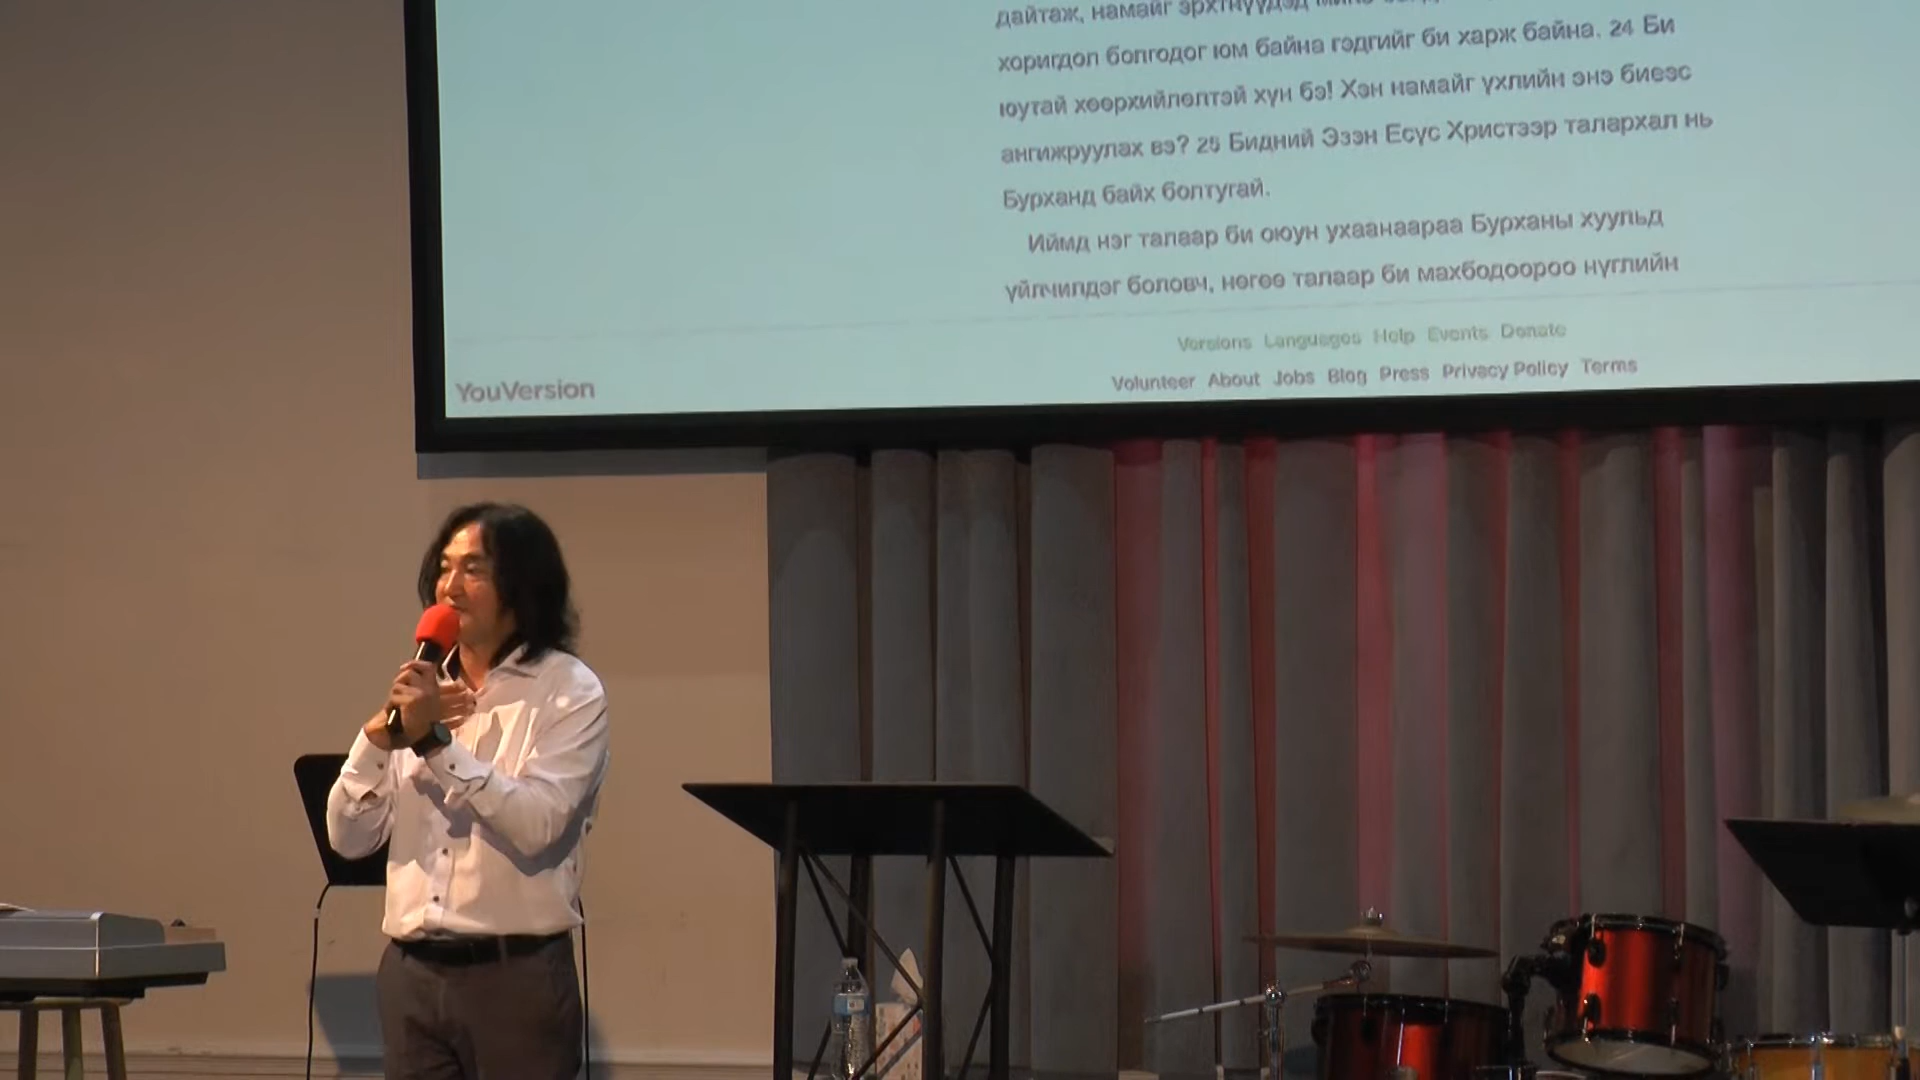 дайтаж, намайг эрхтнүүдэд
хоригдол болгодог юм байна гэдгийг би харж байна. 24 Би
юутай хөөрхийлөлтэй хүн бэ! Хэн намайг үхлийн энэ биеэс
ангижруулах вэ? 25 Бидний Эзэн Есүс Христээр талархал нь
Бурханд байх болтугай.
Иймд нэг талаар би оюун ухаанаараа Бурханы хуульд
үйлчилдэг боловч, нөгөө талаар би махбодоороо нүглийн
Versions Languages Help Events Donate
YouVersion
Volunteer About Jobs Blog Press Privacy Policy Terms